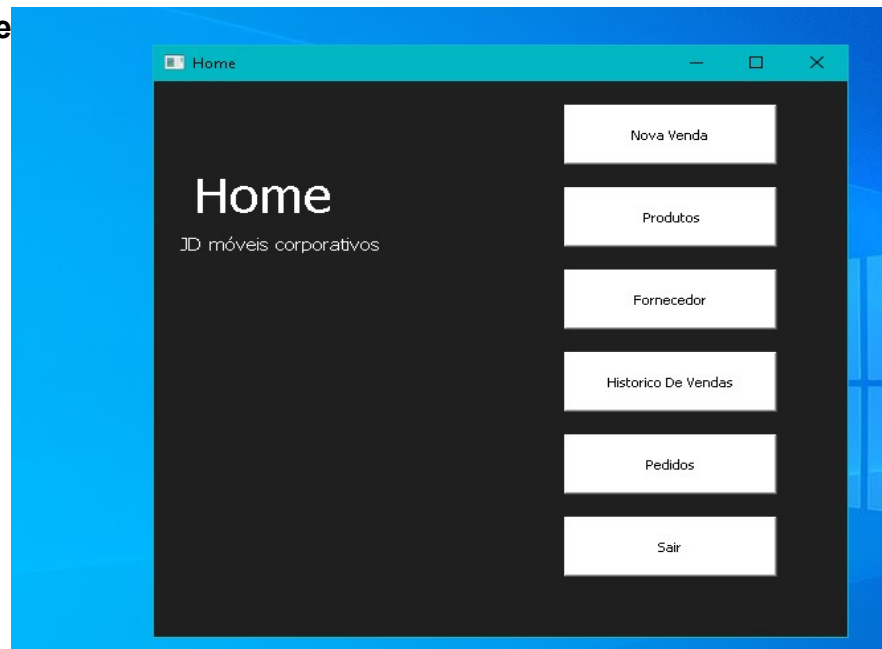 e
Home
Home
JD móveis corporativos
Nova Venda
Produtos
Fornecedor
Historico De Vendas
Pedidos
Sair